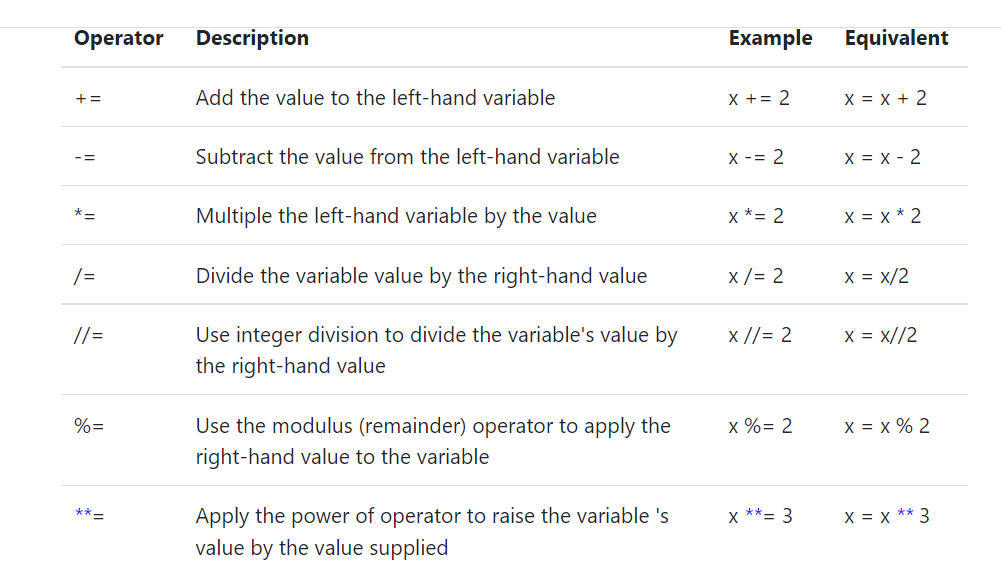 Operator Description Example Equivalent
+= Add the value to the left-hand variable x += 2 x = x + 2
-= Subtract the value from the left-hand variable x -= 2 x = x - 2
*= Multiple the left-hand variable by the value x *= 2 x = x * 2
/= Divide the variable value by the right-hand value x /= 2 x = x/2
//= Use integer division to divide the variable's value by x //= 2 x = x//2
the right-hand value
%= Use the modulus (remainder) operator to apply the x %= 2 x = x % 2
right-hand value to the variable
**= Apply the power of operator to raise the variable 's x **= 3 x = x ** 3
value by the value supplied